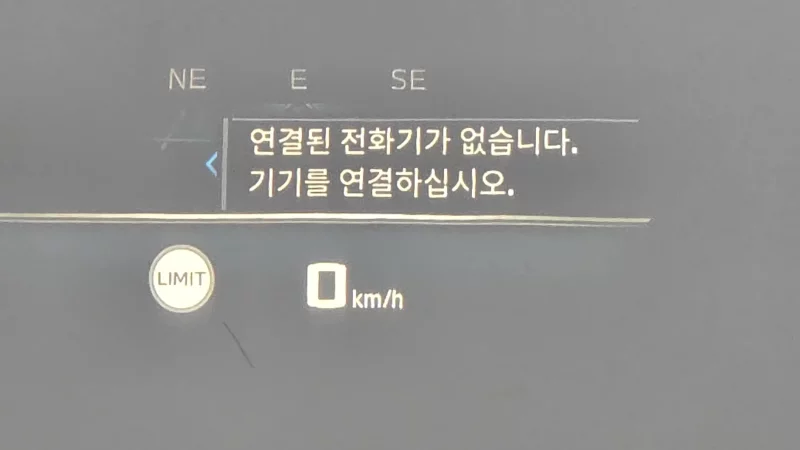 NE E SE
연결된 전화기가 없습니다.
기기를 연결하십시오.
LIMIT
0 km/h